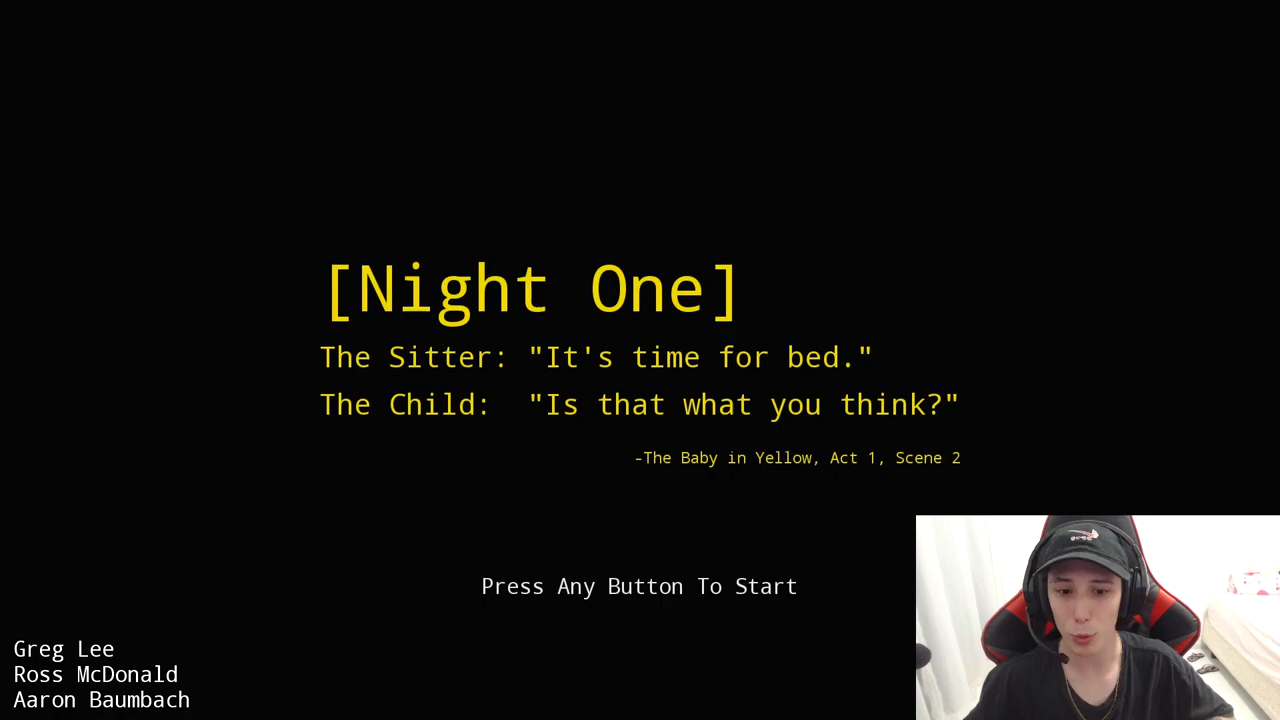 [Night One]
The Sitter: "It's time for bed."
The Child: "Is that what you think?"
-The Baby in Yellow, Act 1, Scene 2
Press Any Button To Start
Greg Lee
Ross McDonald
Aaron Baumbach